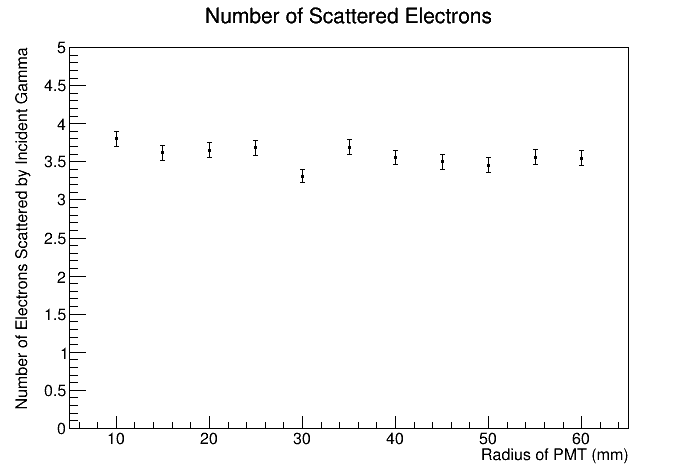 Number of Scattered Electrons
Number of Electrons Scattered by Incident Gamma
5
4.5
4
3.5
3
2.5
2
1.5
1
0.5
0
10 20 30 40 50 60
Radius of PMT (mm)